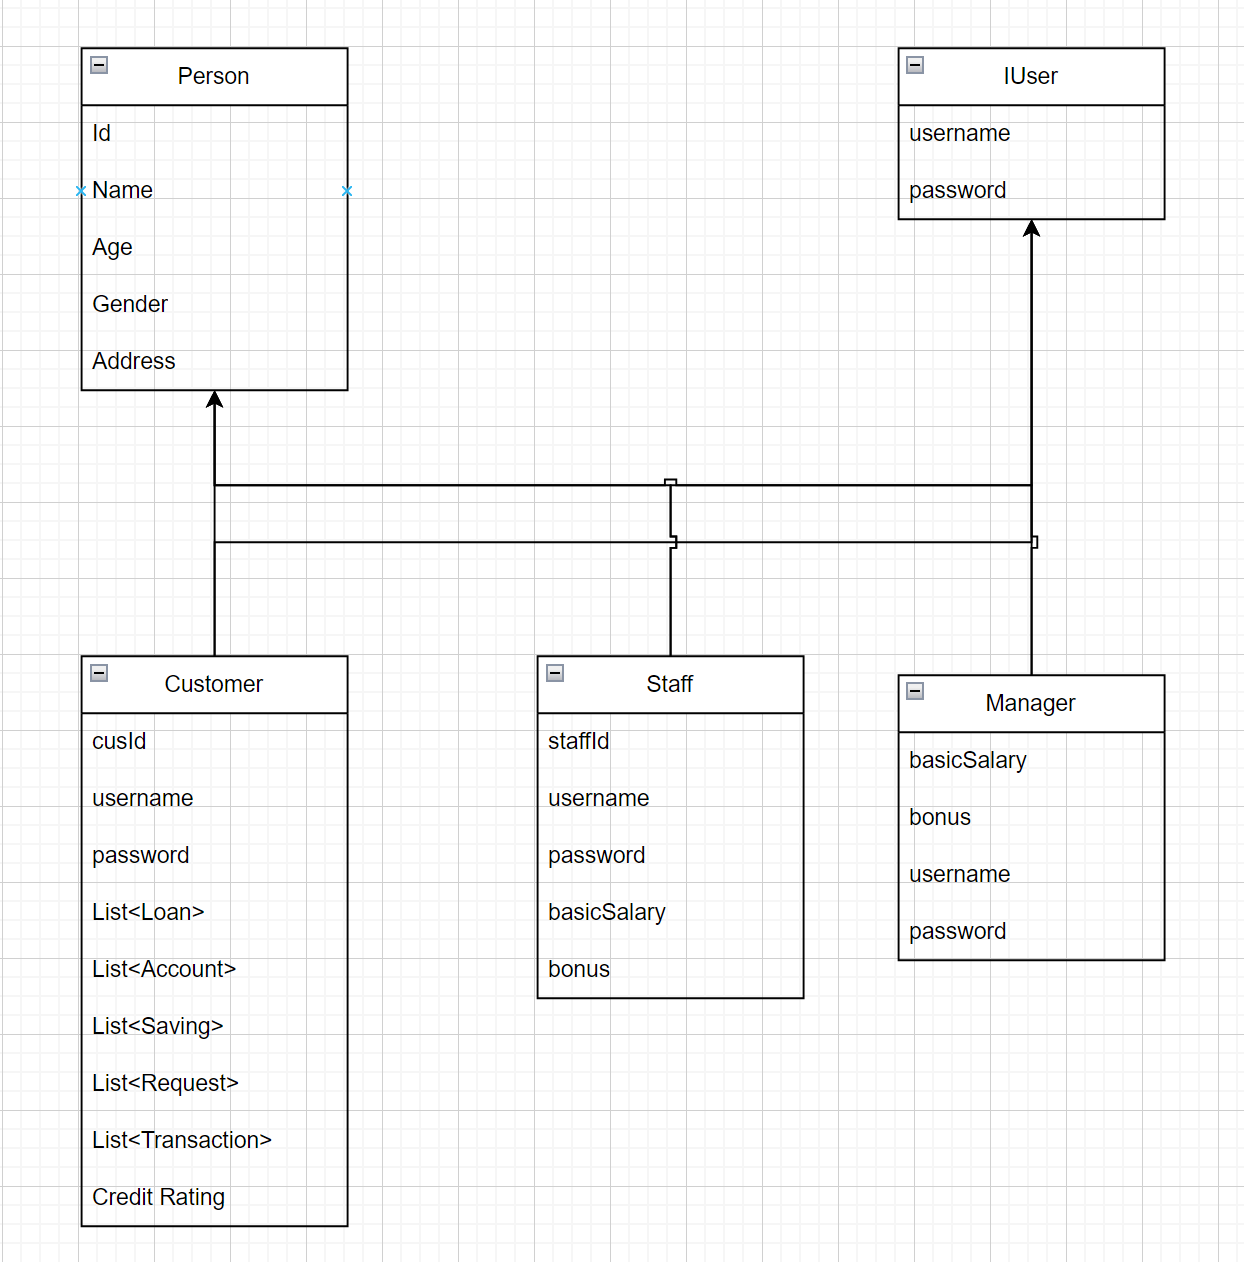 Person
Id
Name
Age
Gender
Address
IUser
username
password
Customer
cusId
username
password
List<Loan>
List<Account>
List<Saving>
List<Request>
List<Transaction>
Credit Rating
Staff
staffId
username
password
basicSalary
bonus
Manager
basicSalary
bonus
username
password